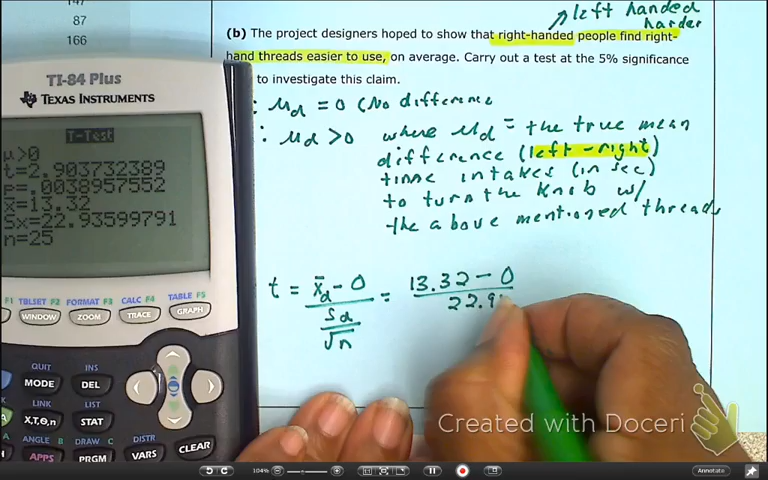 147
87
166
left handed
harder
(b) The project designers hoped to show that right-handed people find right-
hand threads easier to use, on average. Carry out a test at the 5% significance
to investigate this claim.
: μd = 0 (No difference
: μd > 0 where μd = the true mean
difference (left - right)
time intakes (in sec)
to turn the knob w/
the above mentioned threads
t = x̄d - 0 / Sd / √n = 13.32 - 0 / 22.9
TI-84 Plus
TEXAS INSTRUMENTS
T-Test
μ>0
t=2.903732389
p=.0038957552
x̄=13.32
Sx=22.93599791
n=25
F1 TBLSET F2 FORMAT F3 CALC F4 TABLE F5
WINDOW ZOOM TRACE GRAPH
QUIT INS
MODE DEL
LINK LIST
X,T,Θ,n STAT
ANGLE B DRAW C DISTR
APPS PRGM VARS CLEAR
Created with Doceri
104%
Annotate